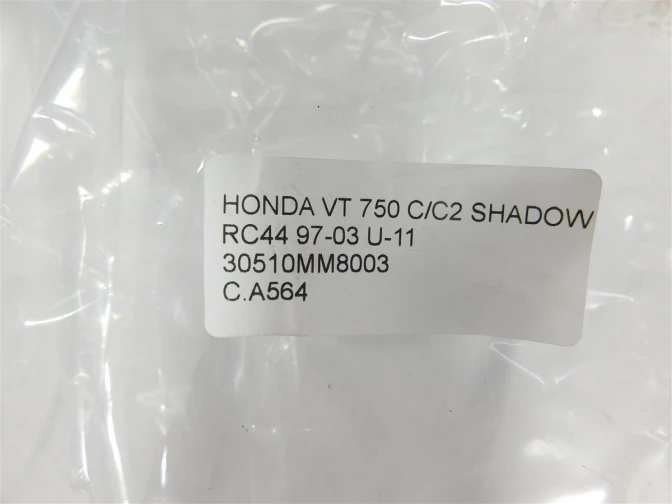 HONDA VT 750 C/C2 SHADOW
RC44 97-03 U-11
30510MM8003
C.A564